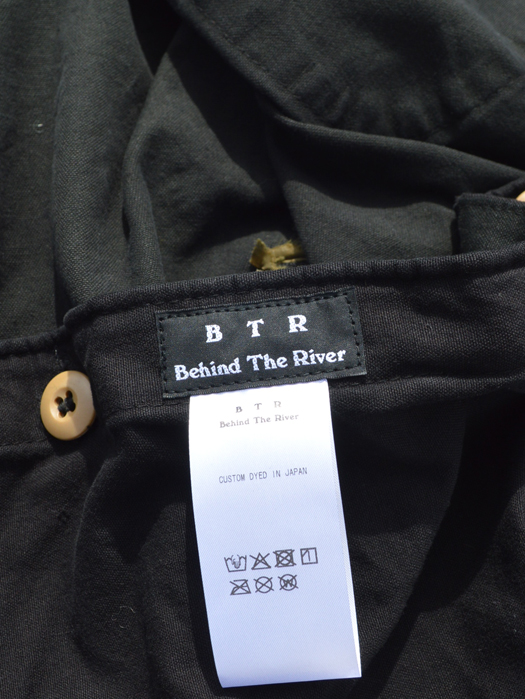 B T R
Behind The River
B T R
Behind The River
CUSTOM DYED IN JAPAN